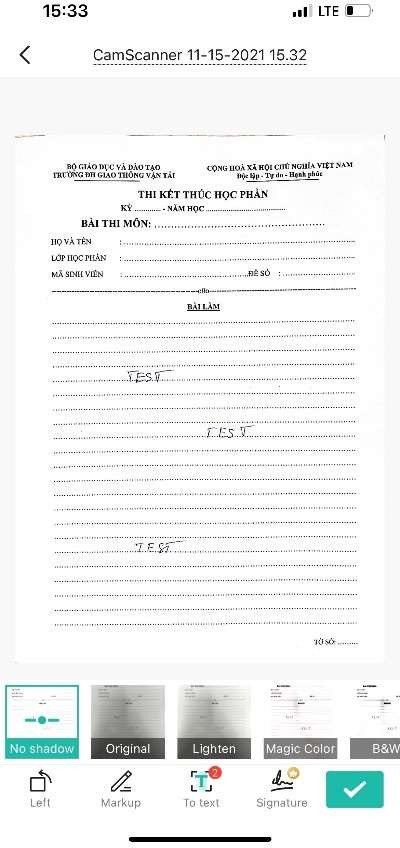 15:33
LTE
CamScanner 11-15-2021 15.32
BỘ GIÁO DỤC VÀ ĐÀO TẠO
TRƯỜNG ĐH GIAO THÔNG VẬN TẢI
CỘNG HOÀ XÃ HỘI CHỦ NGHĨA VIỆT NAM
Độc lập - Tự do - Hạnh phúc
THI KẾT THÚC HỌC PHẦN
KỲ ............ - NĂM HỌC ....................................
BÀI THI MÔN: ....................................................
HỌ VÀ TÊN : ....................................................
LỚP HỌC PHẦN : ....................................................
MÃ SINH VIÊN : .................................... ĐỀ SỐ : ....................
BÀI LÀM
TEST
TEST
TEST
TỜ SỐ: .........
No shadow
Original
Lighten
Magic Color
B&W
Left
Markup
T
2
To text
Signature